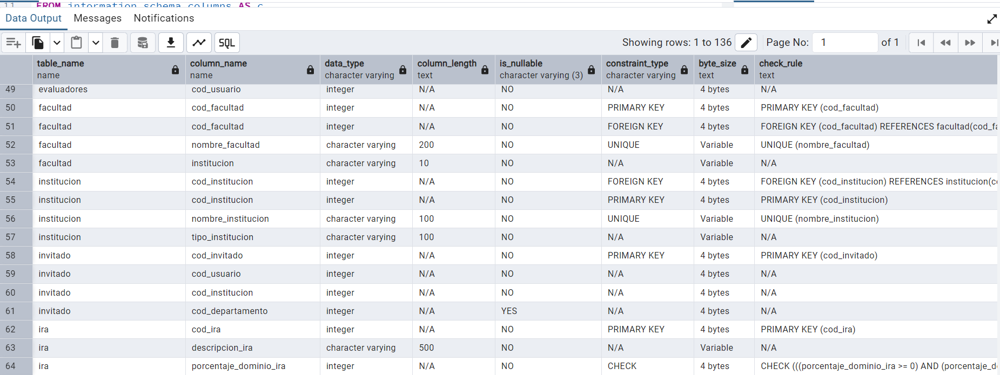 11 FROM information_schema.columns AS c
Data Output Messages Notifications
SQL Showing rows: 1 to 136 Page No: 1 of 1
table_name column_name data_type column_length is_nullable constraint_type byte_size check_rule
name name character varying text character varying (3) character varying text text
49 evaluadores cod_usuario integer N/A NO N/A 4 bytes N/A
50 facultad cod_facultad integer N/A NO PRIMARY KEY 4 bytes PRIMARY KEY (cod_facultad)
51 facultad cod_facultad integer N/A NO FOREIGN KEY 4 bytes FOREIGN KEY (cod_facultad) REFERENCES facultad(cod_fa
52 facultad nombre_facultad character varying 200 NO UNIQUE Variable UNIQUE (nombre_facultad)
53 facultad institucion character varying 10 NO N/A Variable N/A
54 institucion cod_institucion integer N/A NO FOREIGN KEY 4 bytes FOREIGN KEY (cod_institucion) REFERENCES institucion(c
55 institucion cod_institucion integer N/A NO PRIMARY KEY 4 bytes PRIMARY KEY (cod_institucion)
56 institucion nombre_institucion character varying 100 NO UNIQUE Variable UNIQUE (nombre_institucion)
57 institucion tipo_institucion character varying 100 NO N/A Variable N/A
58 invitado cod_invitado integer N/A NO PRIMARY KEY 4 bytes PRIMARY KEY (cod_invitado)
59 invitado cod_usuario integer N/A NO N/A 4 bytes N/A
60 invitado cod_institucion integer N/A NO N/A 4 bytes N/A
61 invitado cod_departamento integer N/A YES N/A 4 bytes N/A
62 ira cod_ira integer N/A NO PRIMARY KEY 4 bytes PRIMARY KEY (cod_ira)
63 ira descripcion_ira character varying 500 NO N/A Variable N/A
64 ira porcentaje_dominio_ira integer N/A NO CHECK 4 bytes CHECK (((porcentaje_dominio_ira >= 0) AND (porcentaje_d